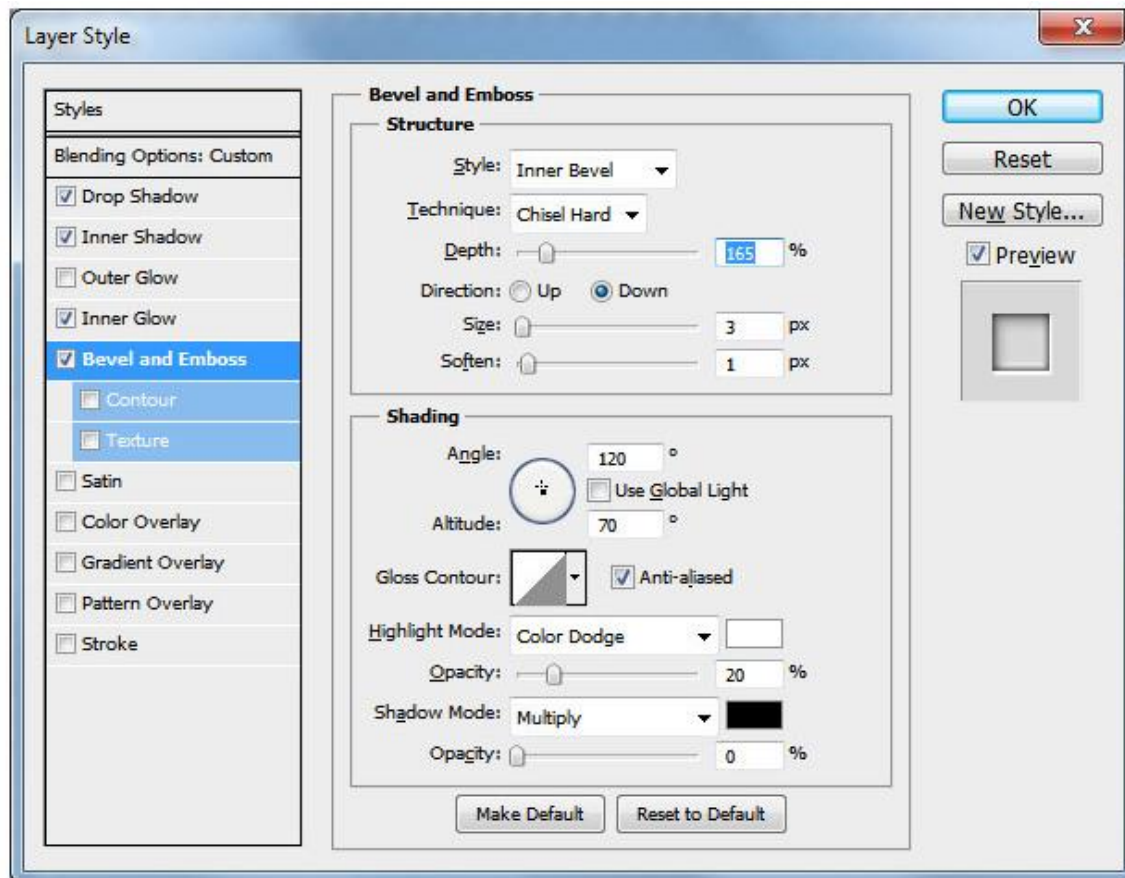 Layer Style
Styles
Blending Options: Custom
Drop Shadow
Inner Shadow
Outer Glow
Inner Glow
Bevel and Emboss
Contour
Texture
Satin
Color Overlay
Gradient Overlay
Pattern Overlay
Stroke
Bevel and Emboss
Structure
Style: Inner Bevel
Technique: Chisel Hard
Depth: 165 %
Direction: Up Down
Size: 3 px
Soften: 1 px
Shading
Angle: 120 °
Use Global Light
Altitude: 70 °
Gloss Contour: Anti-aliased
Highlight Mode: Color Dodge
Opacity: 20 %
Shadow Mode: Multiply
Opacity: 0 %
Make Default Reset to Default
OK
Reset
New Style...
Preview